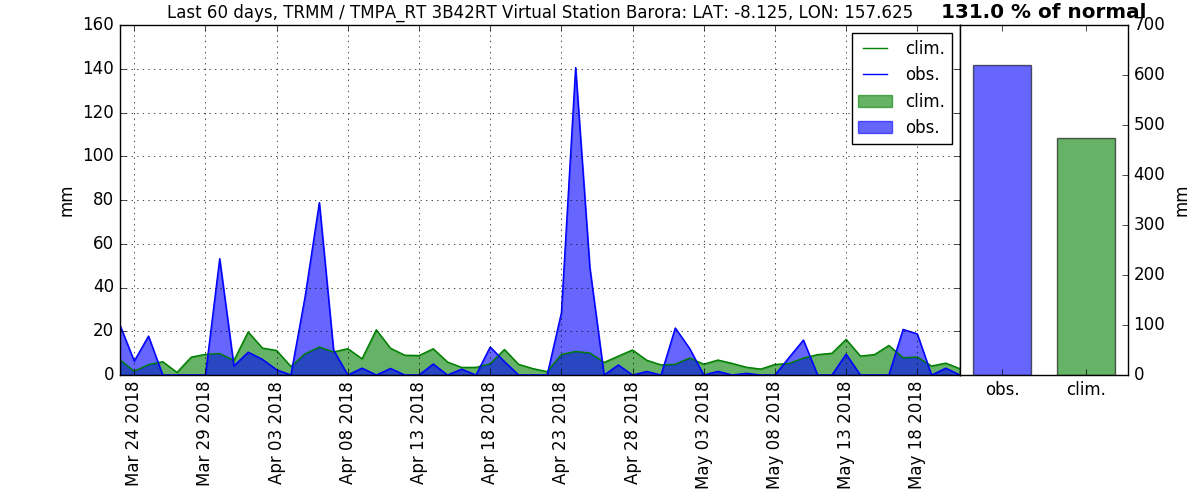 Last 60 days, TRMM / TMPA_RT 3B42RT Virtual Station Barora: LAT: -8.125, LON: 157.625
131.0 % of normal
160
140
120
100
80
60
40
20
0
mm
clim.
obs.
clim.
obs.
700
600
500
400
300
200
100
0
mm
obs.
clim.
Mar 24 2018
Mar 29 2018
Apr 03 2018
Apr 08 2018
Apr 13 2018
Apr 18 2018
Apr 23 2018
Apr 28 2018
May 03 2018
May 08 2018
May 13 2018
May 18 2018